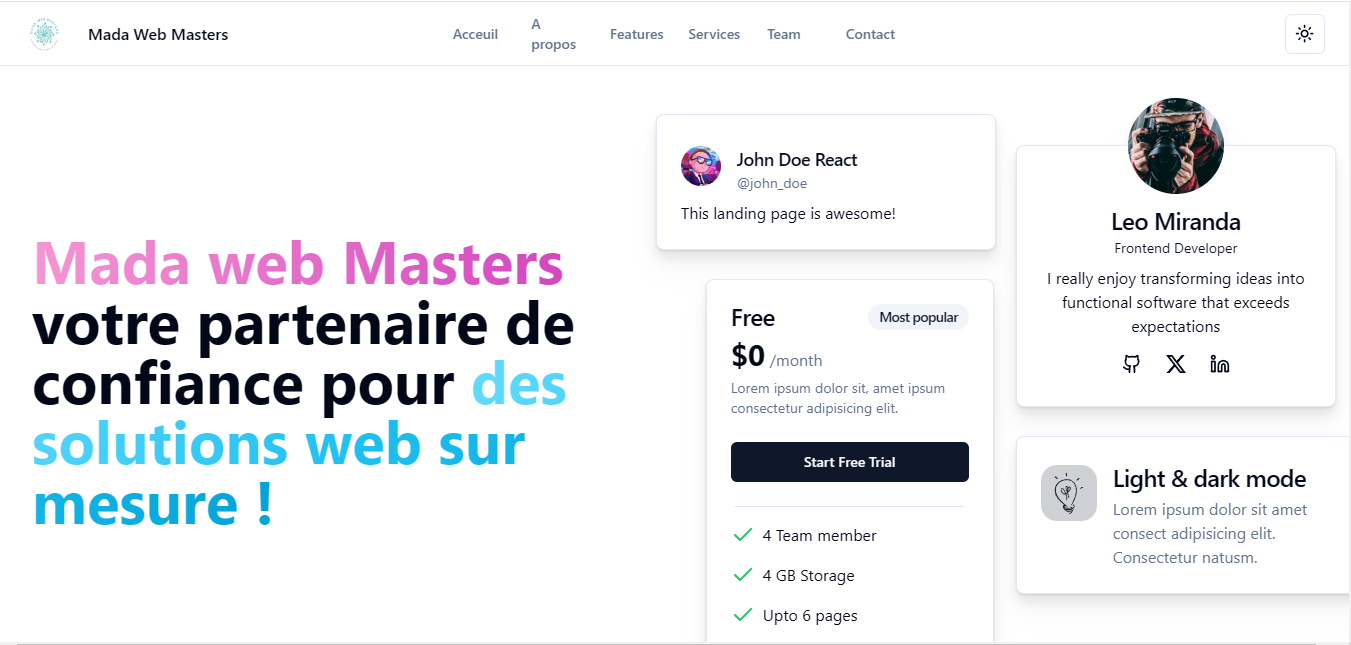 Mada Web Masters
Acceuil
A
propos
Features
Services
Team
Contact
Mada web Masters
votre partenaire de
confiance pour des
solutions web sur
mesure !
John Doe React
@john_doe
This landing page is awesome!
Free
Most popular
$0 /month
Lorem ipsum dolor sit, amet ipsum
consectetur adipisicing elit.
Start Free Trial
4 Team member
4 GB Storage
Upto 6 pages
Leo Miranda
Frontend Developer
I really enjoy transforming ideas into
functional software that exceeds
expectations
Light & dark mode
Lorem ipsum dolor sit amet
consect adipisicing elit.
Consectetur natusm.